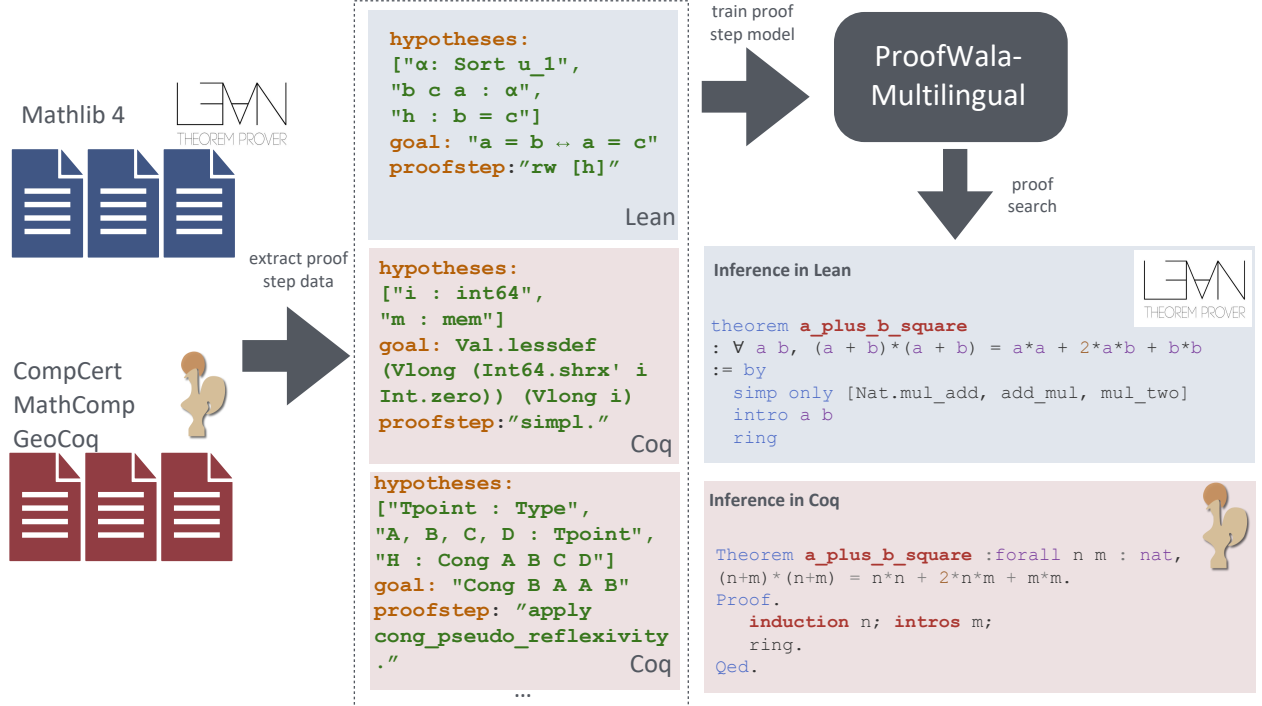 Mathlib 4
LEAN
THEOREM PROVER
CompCert
MathComp
GeoCoq
extract proof
step data
hypotheses:
["α: Sort u_1",
"b c a : α",
"h : b = c"]
goal: "a = b ↔ a = c"
proofstep:”rw [h]”
Lean
hypotheses:
["i : int64",
"m : mem"]
goal: Val.lessdef
(Vlong (Int64.shrx' i
Int.zero)) (Vlong i)
proofstep:”simpl.”
Coq
hypotheses:
["Tpoint : Type",
"A, B, C, D : Tpoint",
"H : Cong A B C D"]
goal: "Cong B A A B"
proofstep: ”apply
cong_pseudo_reflexivity
.”
Coq
...
train proof
step model
ProofWala-
Multilingual
proof
search
Inference in Lean
LEAN
THEOREM PROVER
theorem a_plus_b_square
: ∀ a b, (a + b)*(a + b) = a*a + 2*a*b + b*b
:= by
simp only [Nat.mul_add, add_mul, mul_two]
intro a b
ring
Inference in Coq
Theorem a_plus_b_square :forall n m : nat,
(n+m)*(n+m) = n*n + 2*n*m + m*m.
Proof.
induction n; intros m;
ring.
Qed.